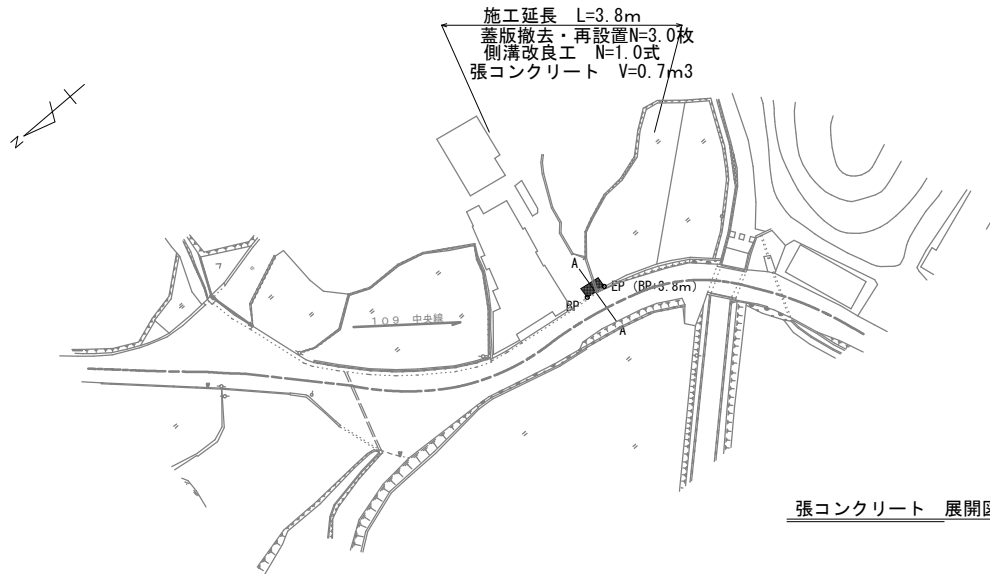 施工延長 L=3.8m
蓋版撤去・再設置N=3.0枚
側溝改良工 N=1.0式
張コンクリート V=0.7m3
N
A
EP (BP+3.8m)
BP
A
109 中央線
張コンクリート 展開図